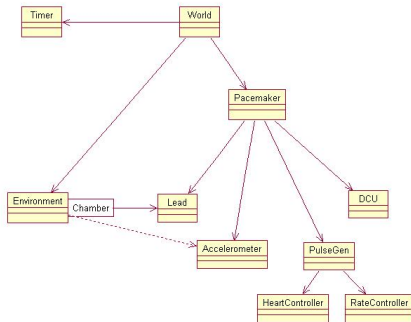 Timer
World
Pacemaker
Environment
Chamber
Lead
DCU
Accelerometer
PulseGen
HeartController
RateController